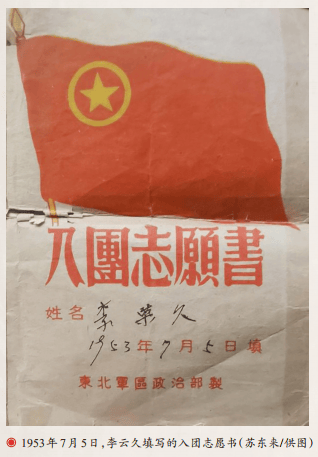 入團志願書
姓名 李荣久
1953年7月5日填
東北軍區政治部製
1953年7月5日,李云久填写的入团志愿书(苏东来/供图)